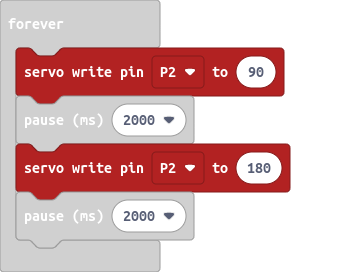 forever
servo write pin P2 to 90
pause (ms) 2000
servo write pin P2 to 180
pause (ms) 2000